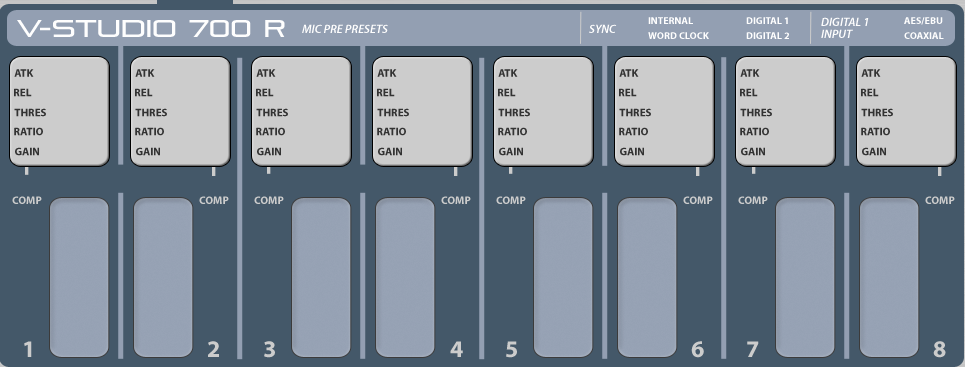 V-STUDIO 700 R MIC PRE PRESETS SYNC INTERNAL DIGITAL 1 DIGITAL 1 AES/EBU
WORD CLOCK DIGITAL 2 INPUT COAXIAL
ATK ATK ATK ATK ATK ATK ATK ATK
REL REL REL REL REL REL REL REL
THRES THRES THRES THRES THRES THRES THRES THRES
RATIO RATIO RATIO RATIO RATIO RATIO RATIO RATIO
GAIN GAIN GAIN GAIN GAIN GAIN GAIN GAIN
COMP COMP COMP COMP COMP COMP COMP COMP
1 2 3 4 5 6 7 8